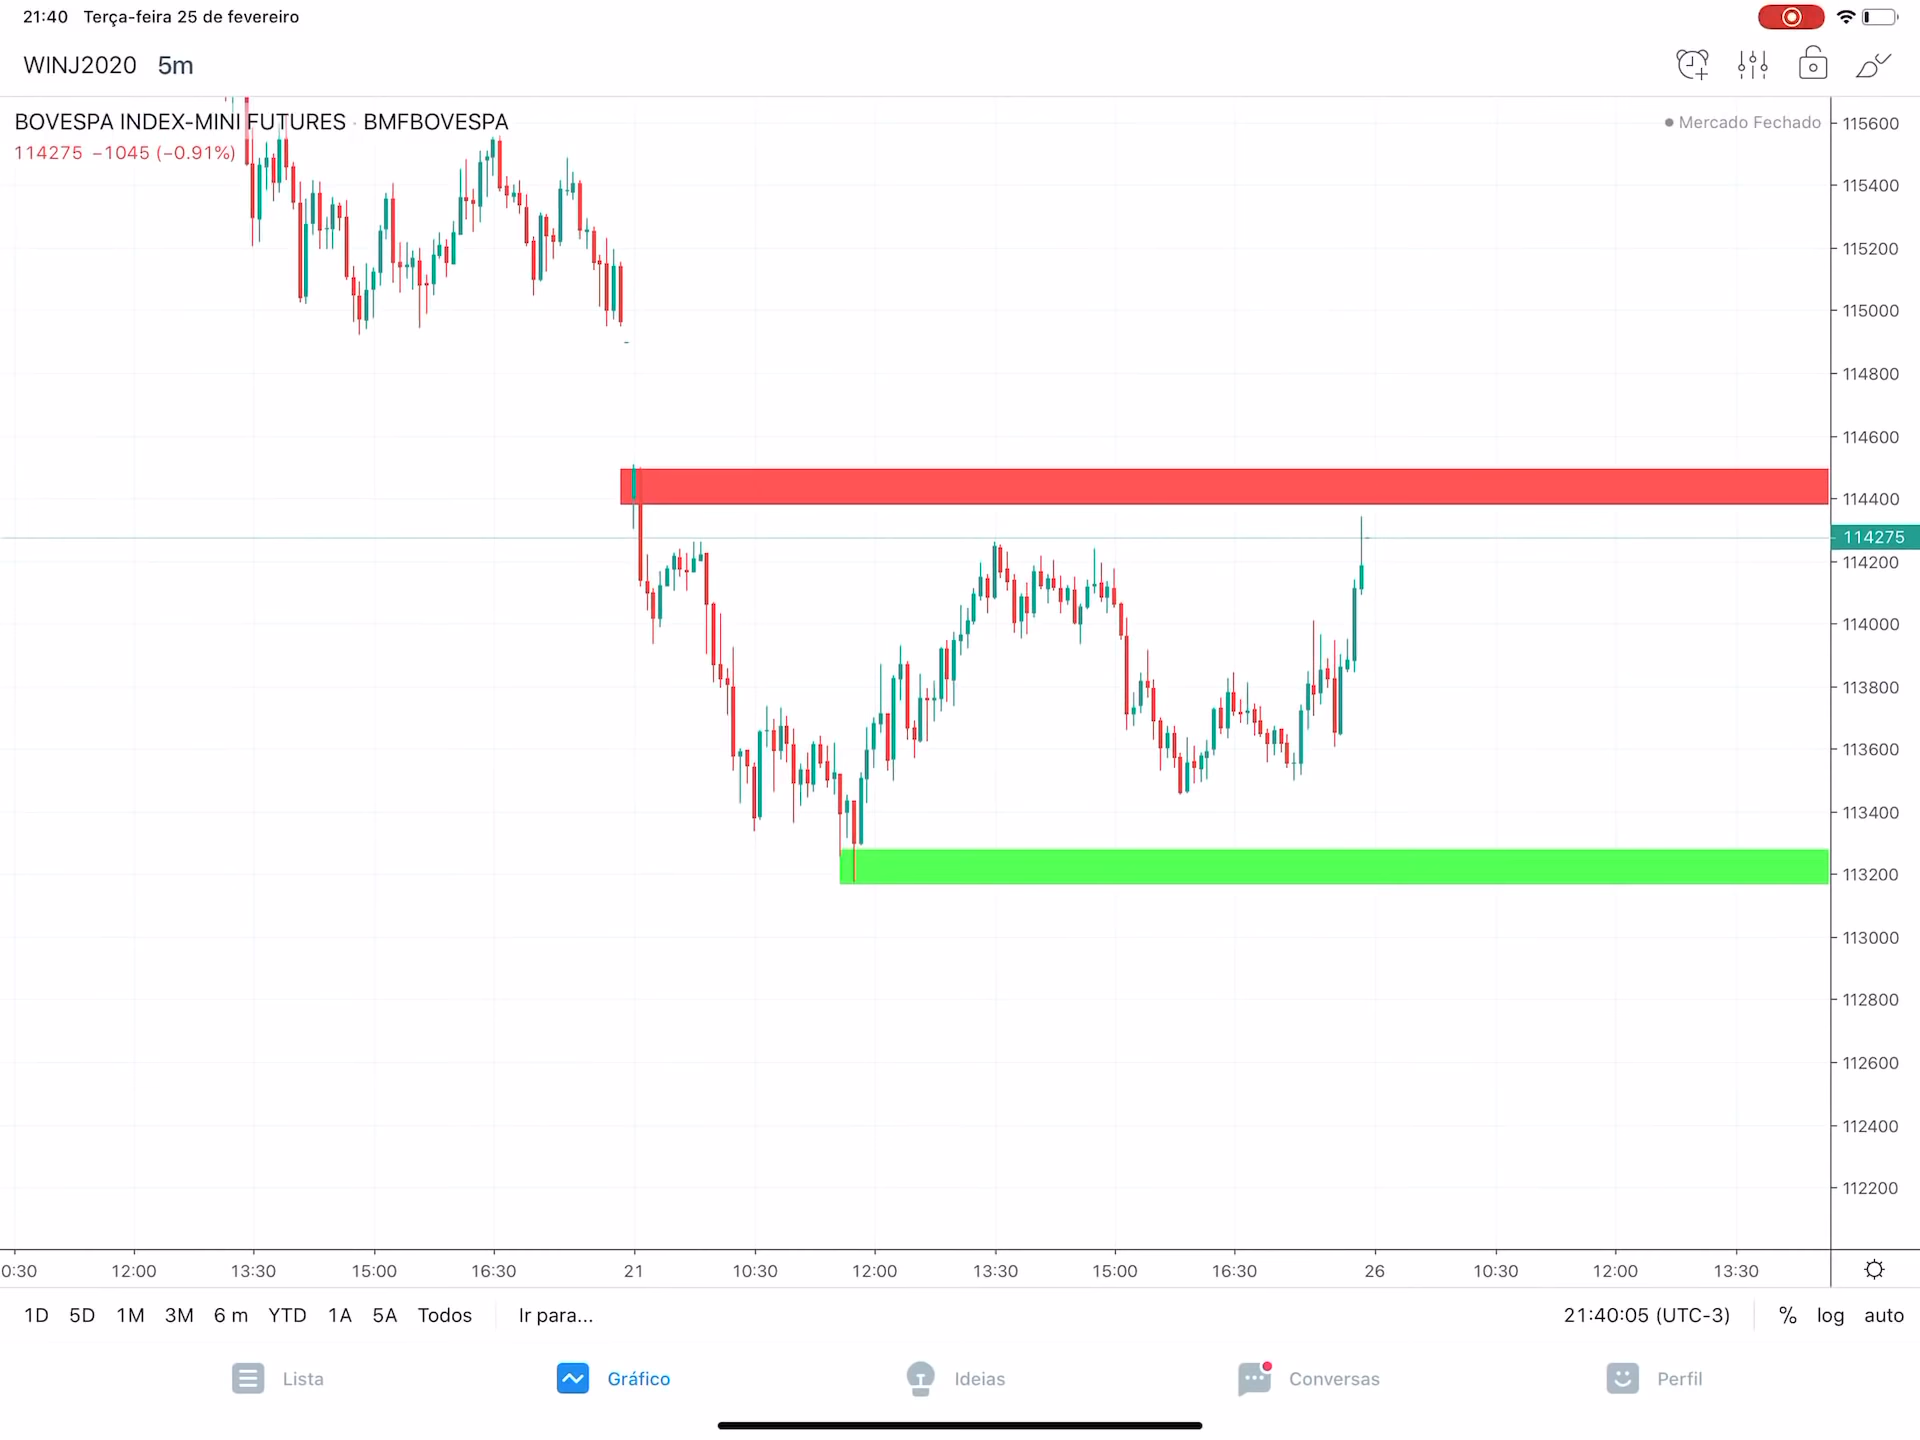 21:40 Terça-feira 25 de fevereiro
WINJ2020 5m
BOVESPA INDEX-MINI FUTURES · BMFBOVESPA
114275 −1045 (−0.91%)
Mercado Fechado
115600
115400
115200
115000
114800
114600
114400
114275
114200
114000
113800
113600
113400
113200
113000
112800
112600
112400
112200
0:30 12:00 13:30 15:00 16:30 21 10:30 12:00 13:30 15:00 16:30 26 10:30 12:00 13:30
1D 5D 1M 3M 6 m YTD 1A 5A Todos Ir para... 21:40:05 (UTC-3) % log auto
Lista Gráfico Ideias Conversas Perfil